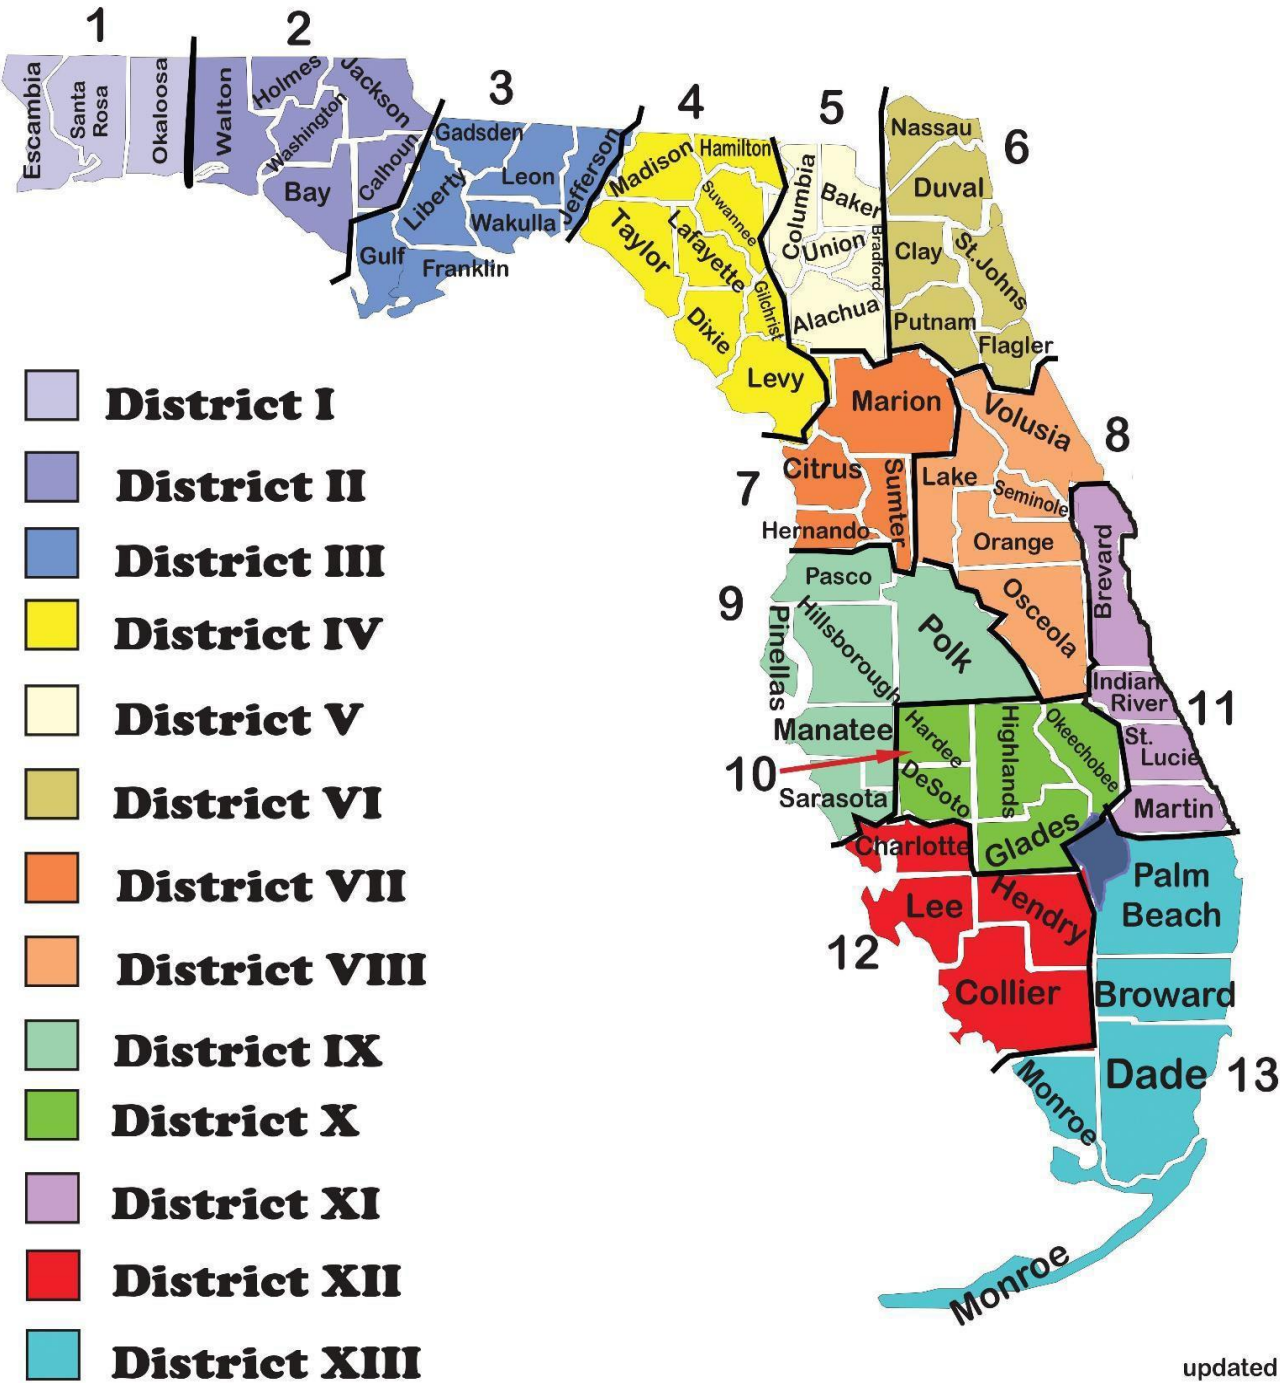 1
2
3
4
5
6
7
8
9
10
11
12
13
Escambia
Santa
Rosa
Okaloosa
Walton
Holmes
Jackson
Washington
Bay
Calhoun
Gadsden
Liberty
Leon
Jefferson
Wakulla
Gulf
Franklin
Madison
Hamilton
Suwannee
Taylor
Lafayette
Dixie
Gilchrist
Levy
Columbia
Baker
Union
Bradford
Alachua
Nassau
Duval
Clay
St.Johns
Putnam
Flagler
Marion
Citrus
Sumter
Hernando
Volusia
Lake
Seminole
Orange
Osceola
Pasco
Pinellas
Hillsborough
Polk
Manatee
Sarasota
Hardee
DeSoto
Highlands
Okeechobee
Glades
Brevard
Indian
River
St.
Lucie
Martin
Charlotte
Lee
Hendry
Collier
Palm
Beach
Broward
Dade
Monroe
Monroe
District I
District II
District III
District IV
District V
District VI
District VII
District VIII
District IX
District X
District XI
District XII
District XIII
updated